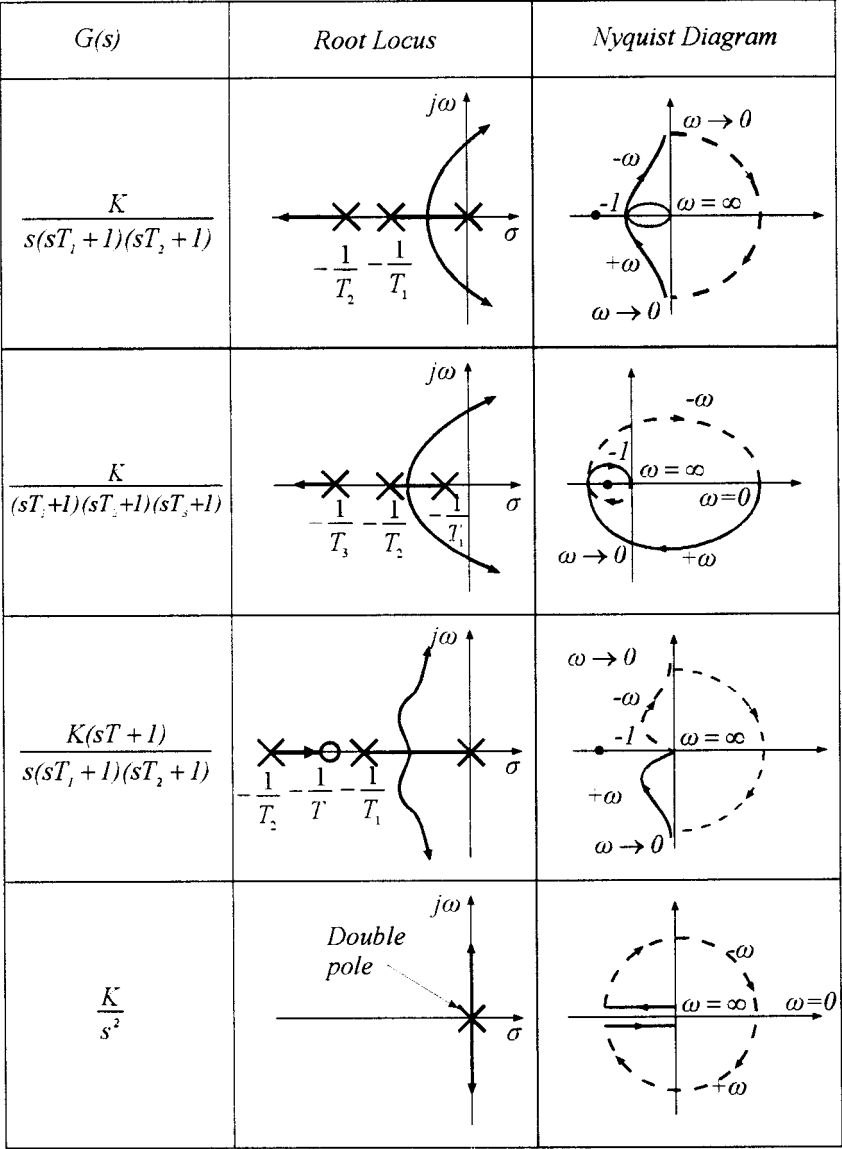 G(s) Root Locus Nyquist Diagram
K
s(sT₁+1)(sT₂+1)
jω
σ
-1/T₂ -1/T₁
ω→0
-ω
-1
ω=∞
+ω
ω→0
K
(sT₁+1)(sT₂+1)(sT₃+1)
jω
σ
-1/T₃ -1/T₂ -1/T₁
-ω
-1
ω=∞
ω=0
ω→0
+ω
K(sT+1)
s(sT₁+1)(sT₂+1)
jω
σ
-1/T₂ -1/T -1/T₁
ω→0
-ω
-1
ω=∞
+ω
ω→0
K
s²
jω
Double
pole
σ
-ω
ω=∞ ω=0
+ω